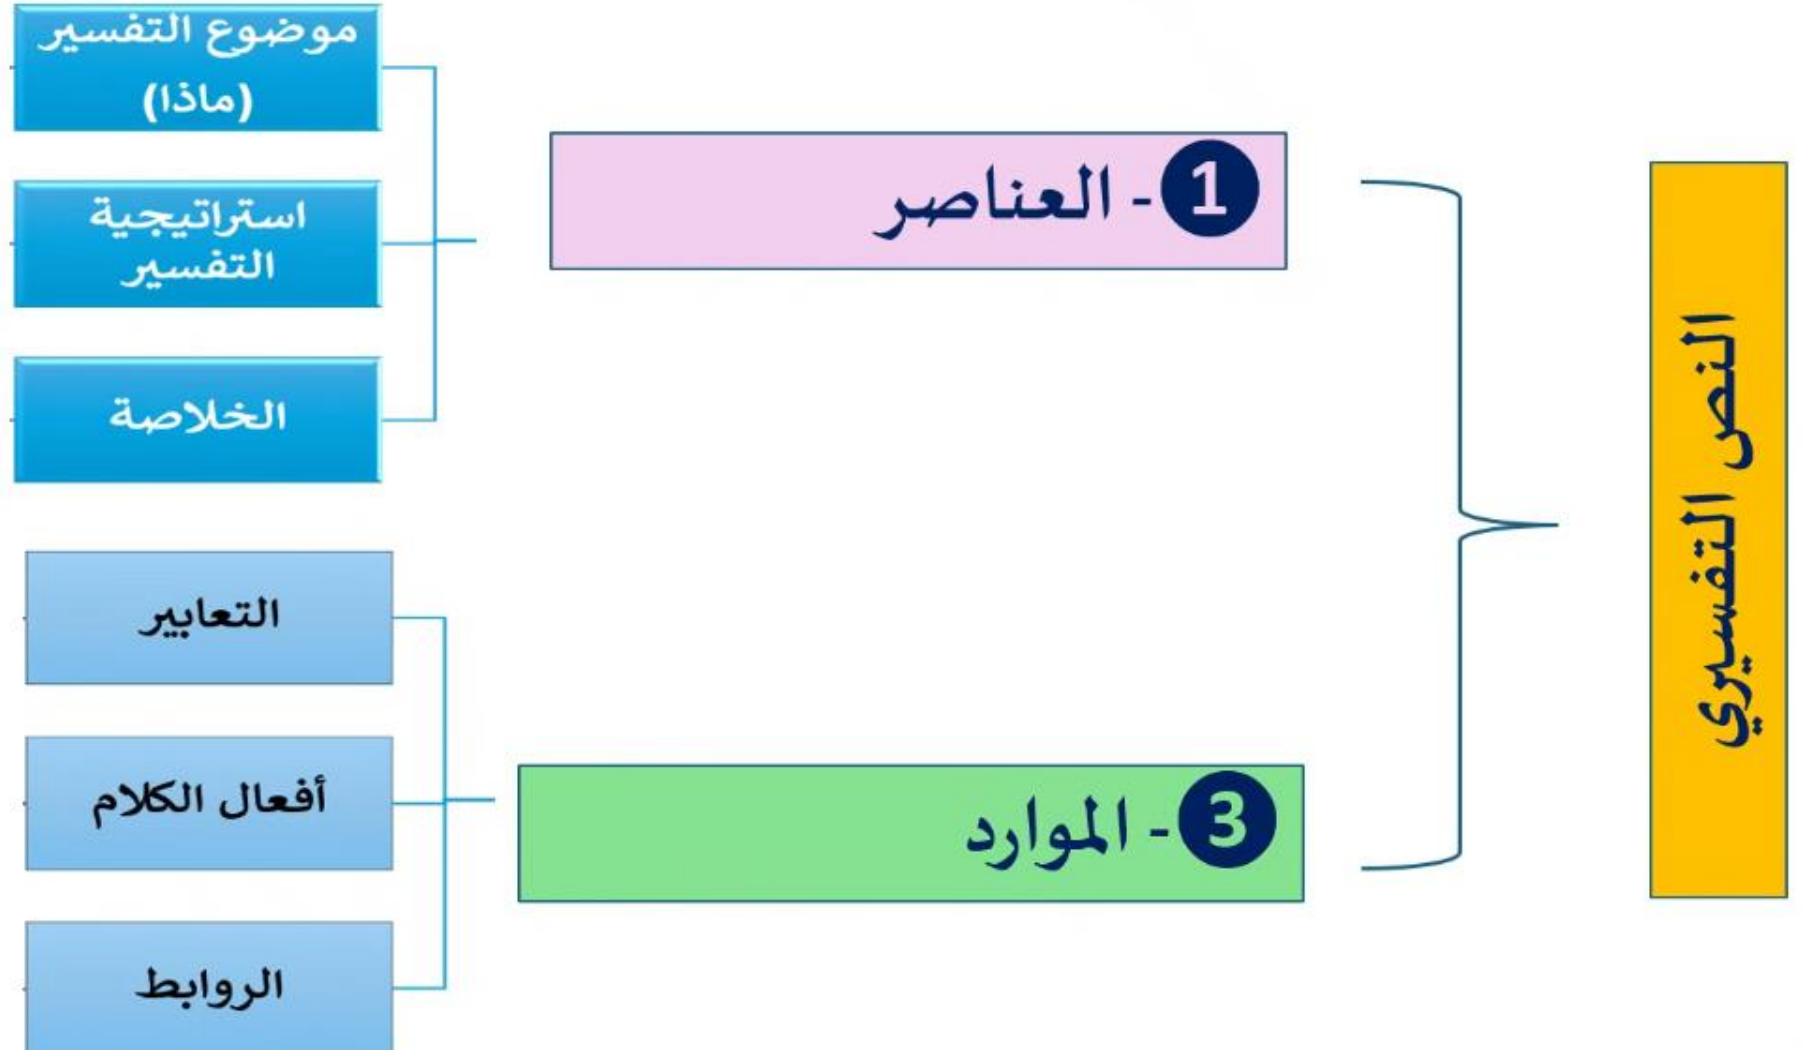 النص التفسيري
1 - العناصر
موضوع التفسير
(ماذا)
استراتيجية
التفسير
الخلاصة
3 - الموارد
التعابير
أفعال الكلام
الروابط